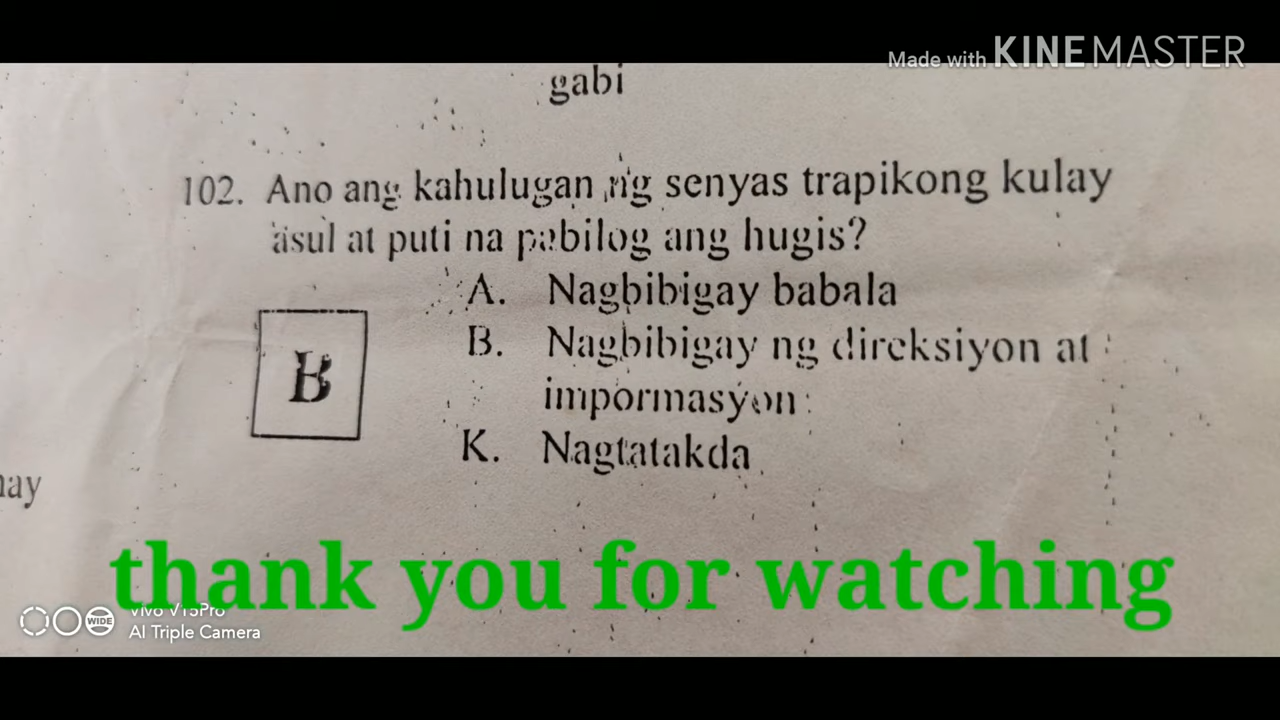 Made with KINEMASTER
gabi
102. Ano ang kahulugan ng senyas trapikong kulay
asul at puti na pabilog ang hugis?
A. Nagbibigay babala
B. Nagbibigay ng direksiyon at
impormasyon
B
K. Nagtatakda
ay
thank you for watching
vivo V15Pro
WIDE
AI Triple Camera